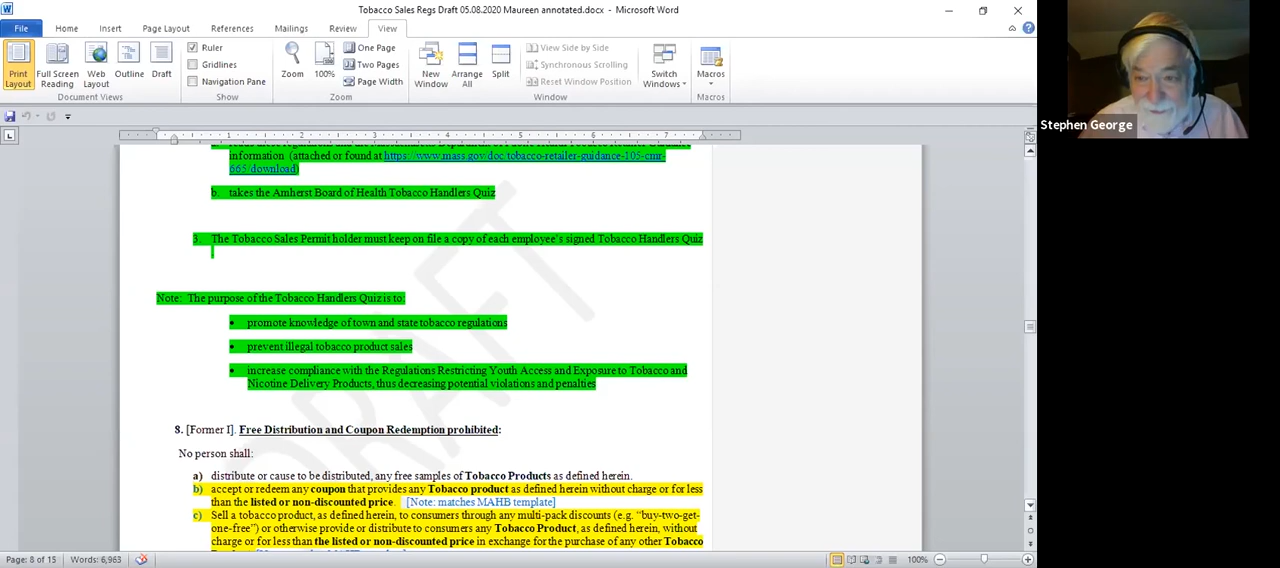 Tobacco Sales Regs Draft 05.08.2020 Maureen annotated.docx - Microsoft Word
File Home Insert Page Layout References Mailings Review View
Print Layout
Full Screen Reading
Web Layout
Outline
Draft
Document Views
Ruler
Gridlines
Navigation Pane
Show
Zoom
100%
One Page
Two Pages
Page Width
Zoom
New Window
Arrange All
Split
View Side by Side
Synchronous Scrolling
Reset Window Position
Window
Switch Windows
Macros
Macros
Stephen George
1 2 3 4 5 6 7
information (attached or found at https://www.mass.gov/doc/tobacco-retailer-guidance-105-cmr-
665/download)
b. takes the Amherst Board of Health Tobacco Handlers Quiz
3. The Tobacco Sales Permit holder must keep on file a copy of each employee's signed Tobacco Handlers Quiz
.
Note: The purpose of the Tobacco Handlers Quiz is to:
• promote knowledge of town and state tobacco regulations
• prevent illegal tobacco product sales
• increase compliance with the Regulations Restricting Youth Access and Exposure to Tobacco and
Nicotine Delivery Products, thus decreasing potential violations and penalties
8. [Former I]. Free Distribution and Coupon Redemption prohibited:
No person shall:
a) distribute or cause to be distributed, any free samples of Tobacco Products as defined herein.
b) accept or redeem any coupon that provides any Tobacco product as defined herein without charge or for less
than the listed or non-discounted price. [Note: matches MAHB template]
c) Sell a tobacco product, as defined herein, to consumers through any multi-pack discounts (e.g. "buy-two-get-
one-free") or otherwise provide or distribute to consumers any Tobacco Product, as defined herein, without
charge or for less than the listed or non-discounted price in exchange for the purchase of any other Tobacco
DRAFT
Page: 8 of 15 Words: 6,963 100%